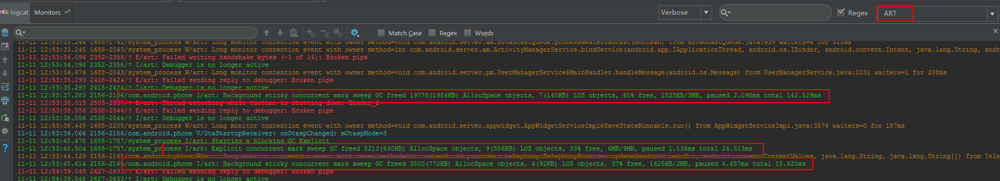 logcat Monitors Verbose Regex ART
Match Case Regex Words
11-11 12:53:33.244 1688-1741/system_process W/art: Long monitor contention event with owner method=void com.android.server.am.BroadcastQueue.processNextBroadcast(boolean) from BroadcastQueue.java:639 waiters=4 for 512ms
11-11 12:53:33.245 1688-2043/system_process W/art: Long monitor contention event with owner method=int com.android.server.am.ActivityManagerService.bindService(android.app.IApplicationThread, android.os.IBinder, android.content.Intent, java.lang.String, and
11-11 12:53:34.094 2352-2358/? E/art: Failed writing handshake bytes (-1 of 14): Broken pipe
11-11 12:53:34.094 2352-2358/? I/art: Debugger is no longer active
11-11 12:53:34.676 1688-2043/system_process W/art: Long monitor contention event with owner method=void com.android.server.pm.UserManagerService$MainHandler.handleMessage(android.os.Message) from UserManagerService.java:2031 waiters=1 for 208ms
11-11 12:53:35.293 2418-2424/? E/art: Failed sending reply to debugger: Broken pipe
11-11 12:53:35.293 2418-2424/? I/art: Debugger is no longer active
11-11 12:53:37.283 2156-2166/com.android.phone I/art: Background sticky concurrent mark sweep GC freed 19778(1984KB) AllocSpace objects, 7(140KB) LOS objects, 60% free, 1525KB/3MB, paused 2.098ms total 142.529ms
11-11 12:53:38.015 2505-2557/? E/art: Thread attaching while runtime is shutting down: Binder_2
11-11 12:53:38.056 2538-2544/? E/art: Failed sending reply to debugger: Broken pipe
11-11 12:53:38.056 2538-2544/? I/art: Debugger is no longer active
11-11 12:53:38.445 1688-2205/system_process W/art: Long monitor contention event with owner method=void com.android.server.appwidget.AppWidgetServiceImpl$SaveStateRunnable.run() from AppWidgetServiceImpl.java:3574 waiters=0 for 187ms
11-11 12:53:39.066 2156-2156/com.android.phone V/OtaStartupReceiver: onOtaspChanged: mOtaspMode=3
11-11 12:53:40.478 1688-1757/system_process I/art: Starting a blocking GC Explicit
11-11 12:53:40.504 1688-1757/system_process I/art: Explicit concurrent mark sweep GC freed 5213(630KB) AllocSpace objects, 9(556KB) LOS objects, 33% free, 6MB/9MB, paused 1.136ms total 24.513ms
11-11 12:53:44.129 2156-2168/com.android.phone W/art: Long monitor contention event with owner method=int com.android.providers.telephony.TelephonyProvider.update(android.net.Uri, android.content.ContentValues, java.lang.String, java.lang.String[]) from Tele
11-11 12:53:45.614 2156-2166/com.android.phone I/art: Background sticky concurrent mark sweep GC freed 3800(772KB) AllocSpace objects, 4(92KB) LOS objects, 37% free, 1625KB/2MB, paused 6.657ms total 15.620ms
11-11 12:54:39.048 2627-2633/? E/art: Failed sending reply to debugger: Broken pipe
11-11 12:54:39.048 2627-2633/? I/art: Debugger is no longer active